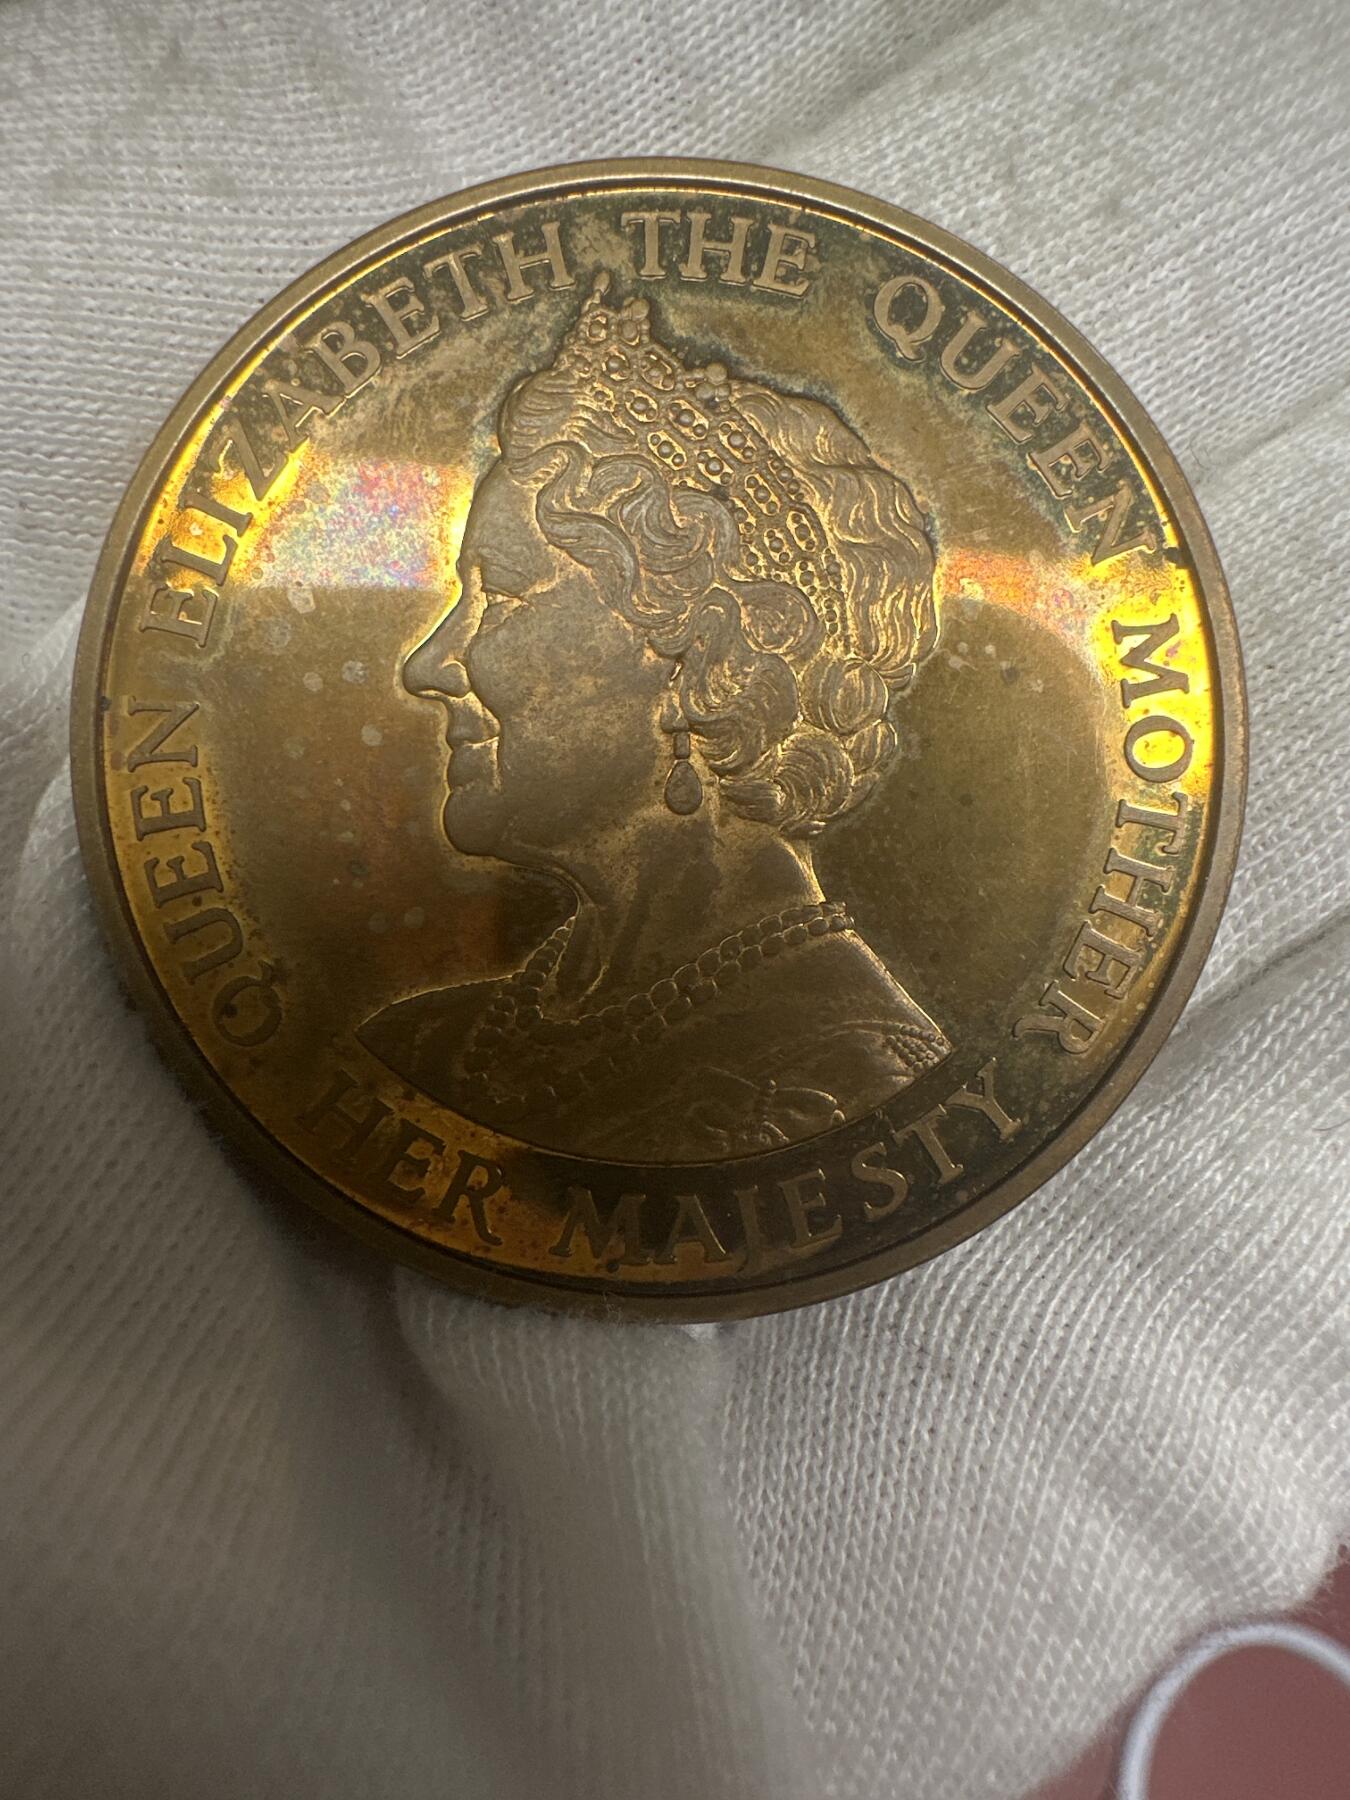 HER MAJESTY
QUEEN ELIZABETH THE QUEEN MOTHER